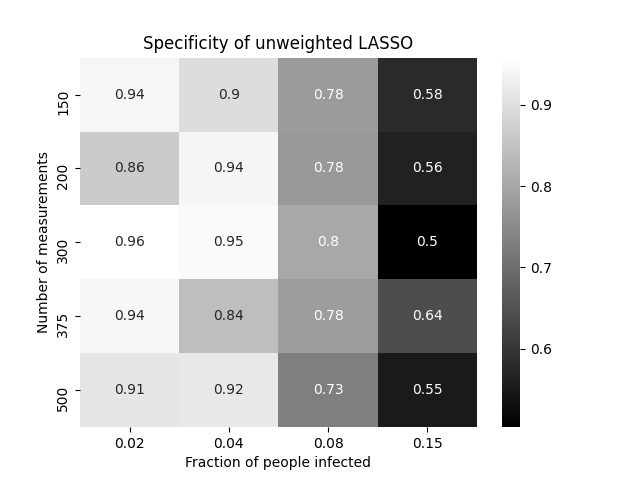 Specificity of unweighted LASSO
150 0.94 0.9 0.78 0.58
200 0.86 0.94 0.78 0.56
300 0.96 0.95 0.8 0.5
375 0.94 0.84 0.78 0.64
500 0.91 0.92 0.73 0.55
0.02 0.04 0.08 0.15
Fraction of people infected
Number of measurements
0.9
0.8
0.7
0.6